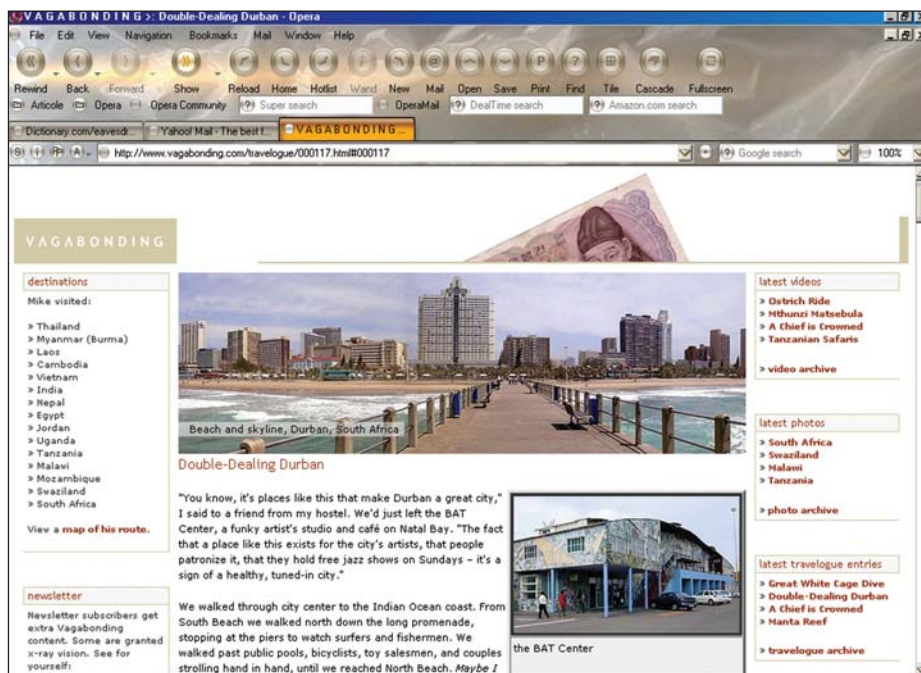 VAGABONDING >: Double-Dealing Durban - Opera
File Edit View Navigation Bookmarks Mail Window Help
Rewind Back Forward Show Reload Home Hotlist Wand New Mail Open Save Print Find Tile Cascade Fullscreen
Articole Opera Opera Community Super search OperaMail DealTime search Amazon.com search
Dictionary.com/eavesdr... Yahoo! Mail - The best f... VAGABONDING ...
http://www.vagabonding.com/travelogue/000117.html#000117 Google search 100%
VAGABONDING
destinations
Mike visited:
» Thailand
» Myanmar (Burma)
» Laos
» Cambodia
» Vietnam
» India
» Nepal
» Egypt
» Jordan
» Uganda
» Tanzania
» Malawi
» Mozambique
» Swaziland
» South Africa
View a map of his route.
newsletter
Newsletter subscribers get
extra Vagabonding
content. Some are granted
x-ray vision. See for
yourself:
Beach and skyline, Durban, South Africa
Double-Dealing Durban
"You know, it's places like this that make Durban a great city,"
I said to a friend from my hostel. We'd just left the BAT
Center, a funky artist's studio and café on Natal Bay. "The fact
that a place like this exists for the city's artists, that people
patronize it, that they hold free jazz shows on Sundays – it's a
sign of a healthy, tuned-in city."
We walked through city center to the Indian Ocean coast. From
South Beach we walked north down the long promenade,
stopping at the piers to watch surfers and fishermen. We
walked past public pools, bicyclists, toy salesmen, and couples
strolling hand in hand, until we reached North Beach. Maybe I
the BAT Center
latest videos
» Ostrich Ride
» Mthunzi Matsebula
» A Chief is Crowned
» Tanzanian Safaris
» video archive
latest photos
» South Africa
» Swaziland
» Malawi
» Tanzania
» photo archive
latest travelogue entries
» Great White Cage Dive
» Double-Dealing Durban
» A Chief is Crowned
» Manta Reef
» travelogue archive